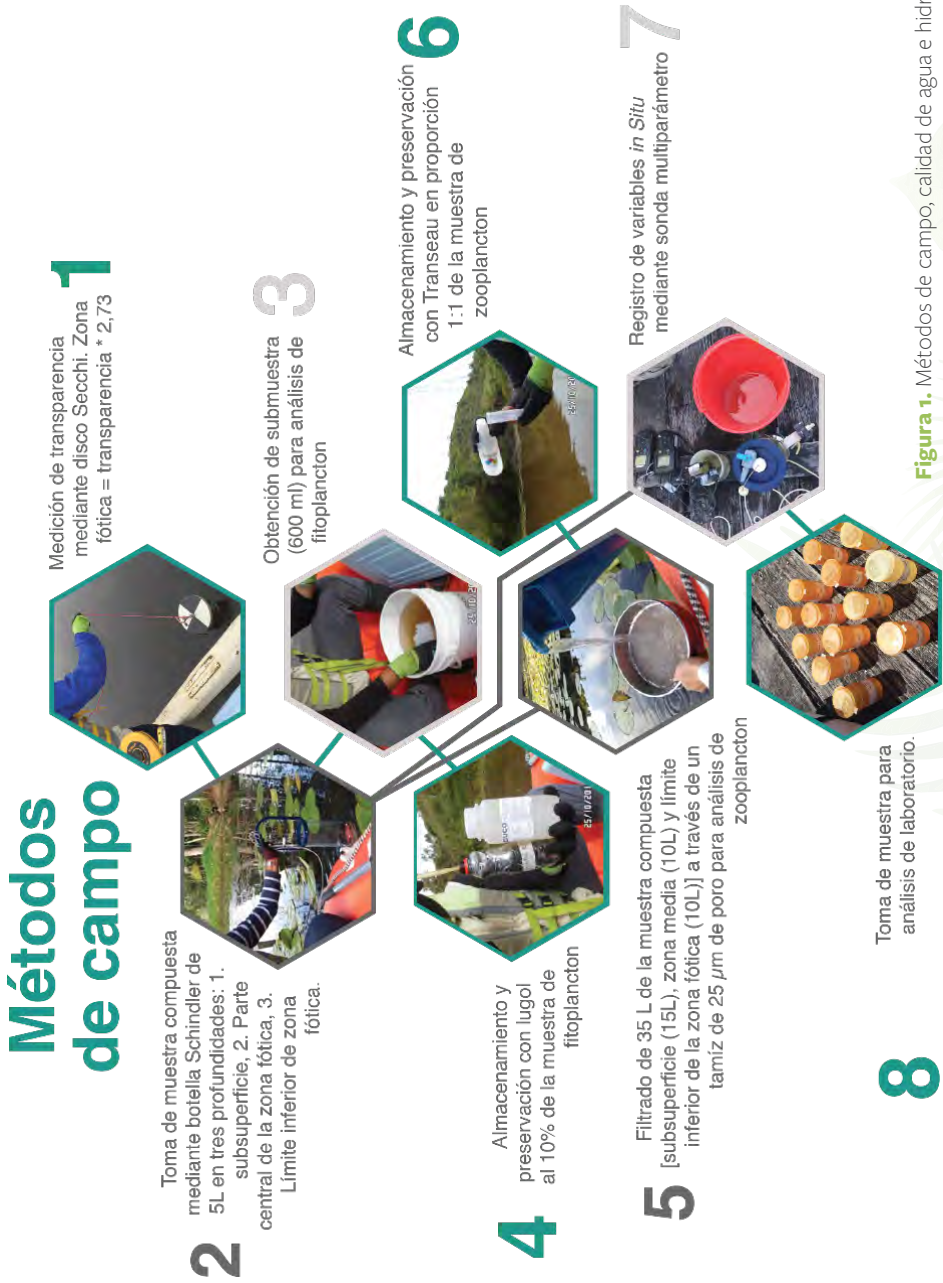 Métodos
de campo
1
Medición de transparencia
mediante disco Secchi. Zona
fótica = transparencia * 2,73
2
Toma de muestra compuesta
mediante botella Schindler de
5L en tres profundidades: 1.
subsuperficie, 2. Parte
central de la zona fótica, 3.
Límite inferior de zona
fótica.
3
Obtención de submuestra
(600 ml) para análisis de
fitoplancton
4
Almacenamiento y
preservación con lugol
al 10% de la muestra de
fitoplancton
5
Filtrado de 35 L de la muestra compuesta
[subsuperficie (15L), zona media (10L) y límite
inferior de la zona fótica (10L)] a través de un
tamíz de 25 µm de poro para análisis de
zooplancton
6
Almacenamiento y preservación
con Transeau en proporción
1:1 de la muestra de
zooplancton
7
Registro de variables in Situ
mediante sonda multiparámetro
8
Toma de muestra para
análisis de laboratorio.
25/10/201
Figura 1. Métodos de campo, calidad de agua e hidr